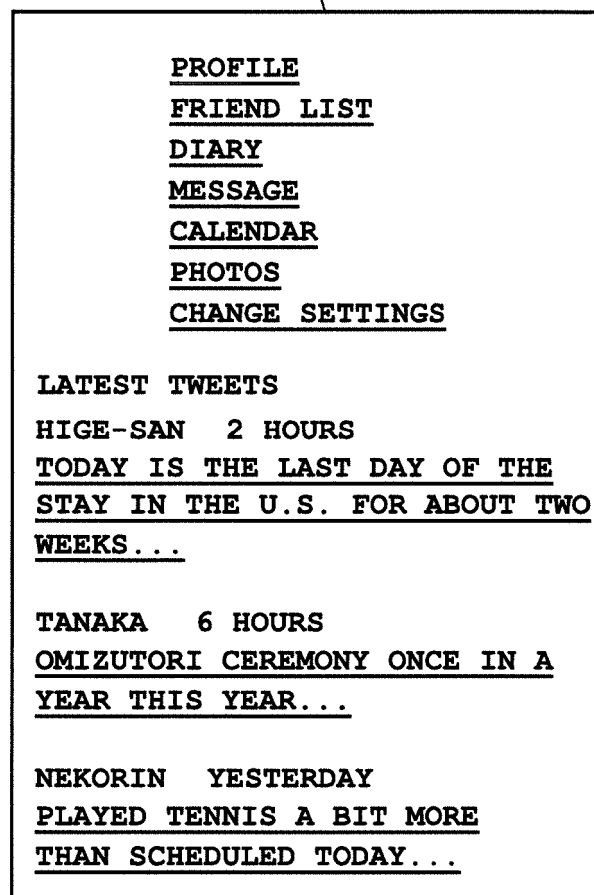 PROFILE
FRIEND LIST
DIARY
MESSAGE
CALENDAR
PHOTOS
CHANGE SETTINGS
LATEST TWEETS
HIGE-SAN 2 HOURS
TODAY IS THE LAST DAY OF THE
STAY IN THE U.S. FOR ABOUT TWO
WEEKS...
TANAKA 6 HOURS
OMIZUTORI CEREMONY ONCE IN A
YEAR THIS YEAR...
NEKORIN YESTERDAY
PLAYED TENNIS A BIT MORE
THAN SCHEDULED TODAY...